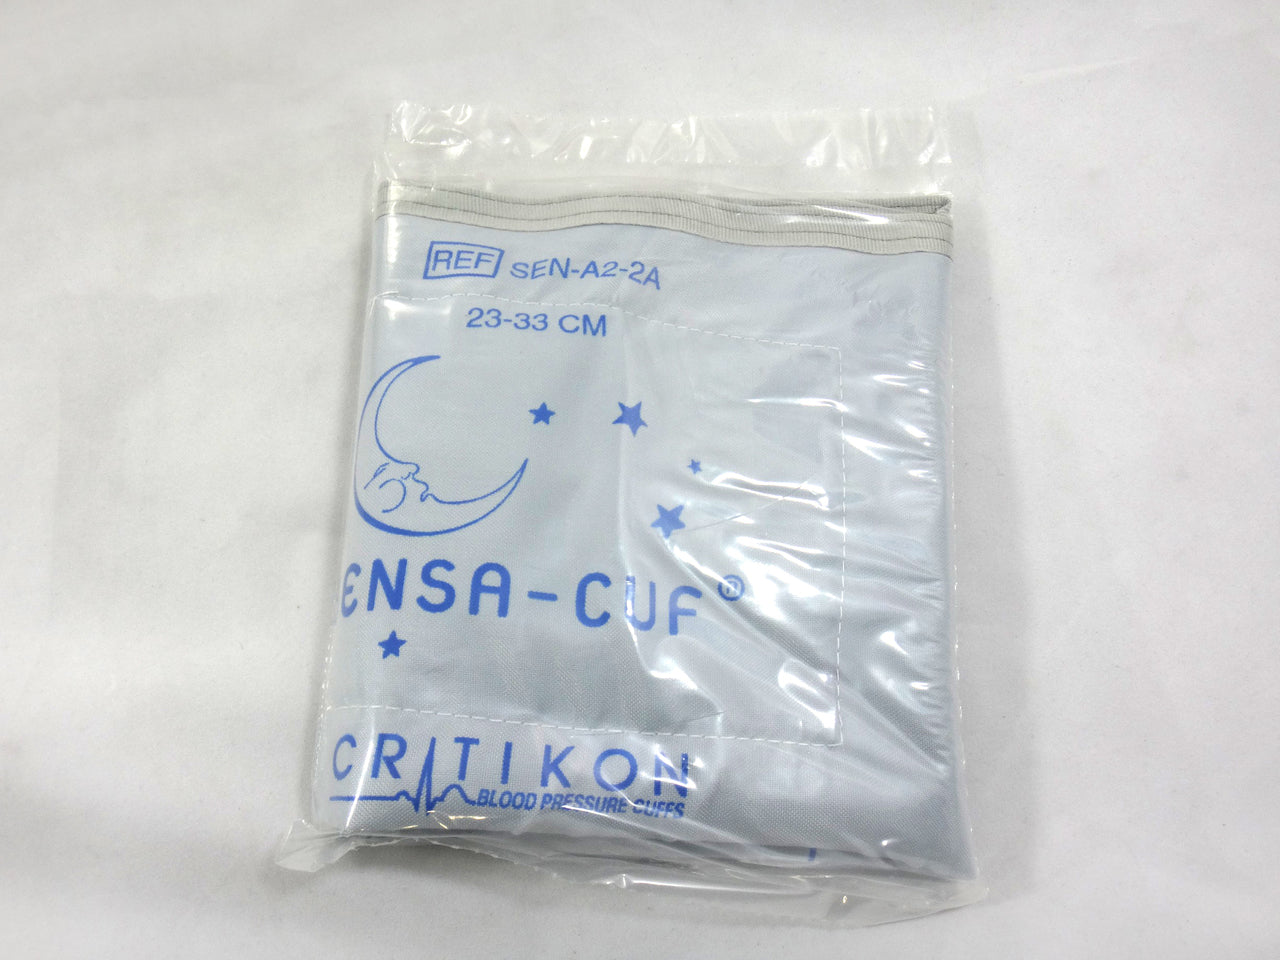 REF SEN-A2-2A
23-33 CM
ENSA-CUF®
CRITIKON
BLOOD PRESSURE CUFFS